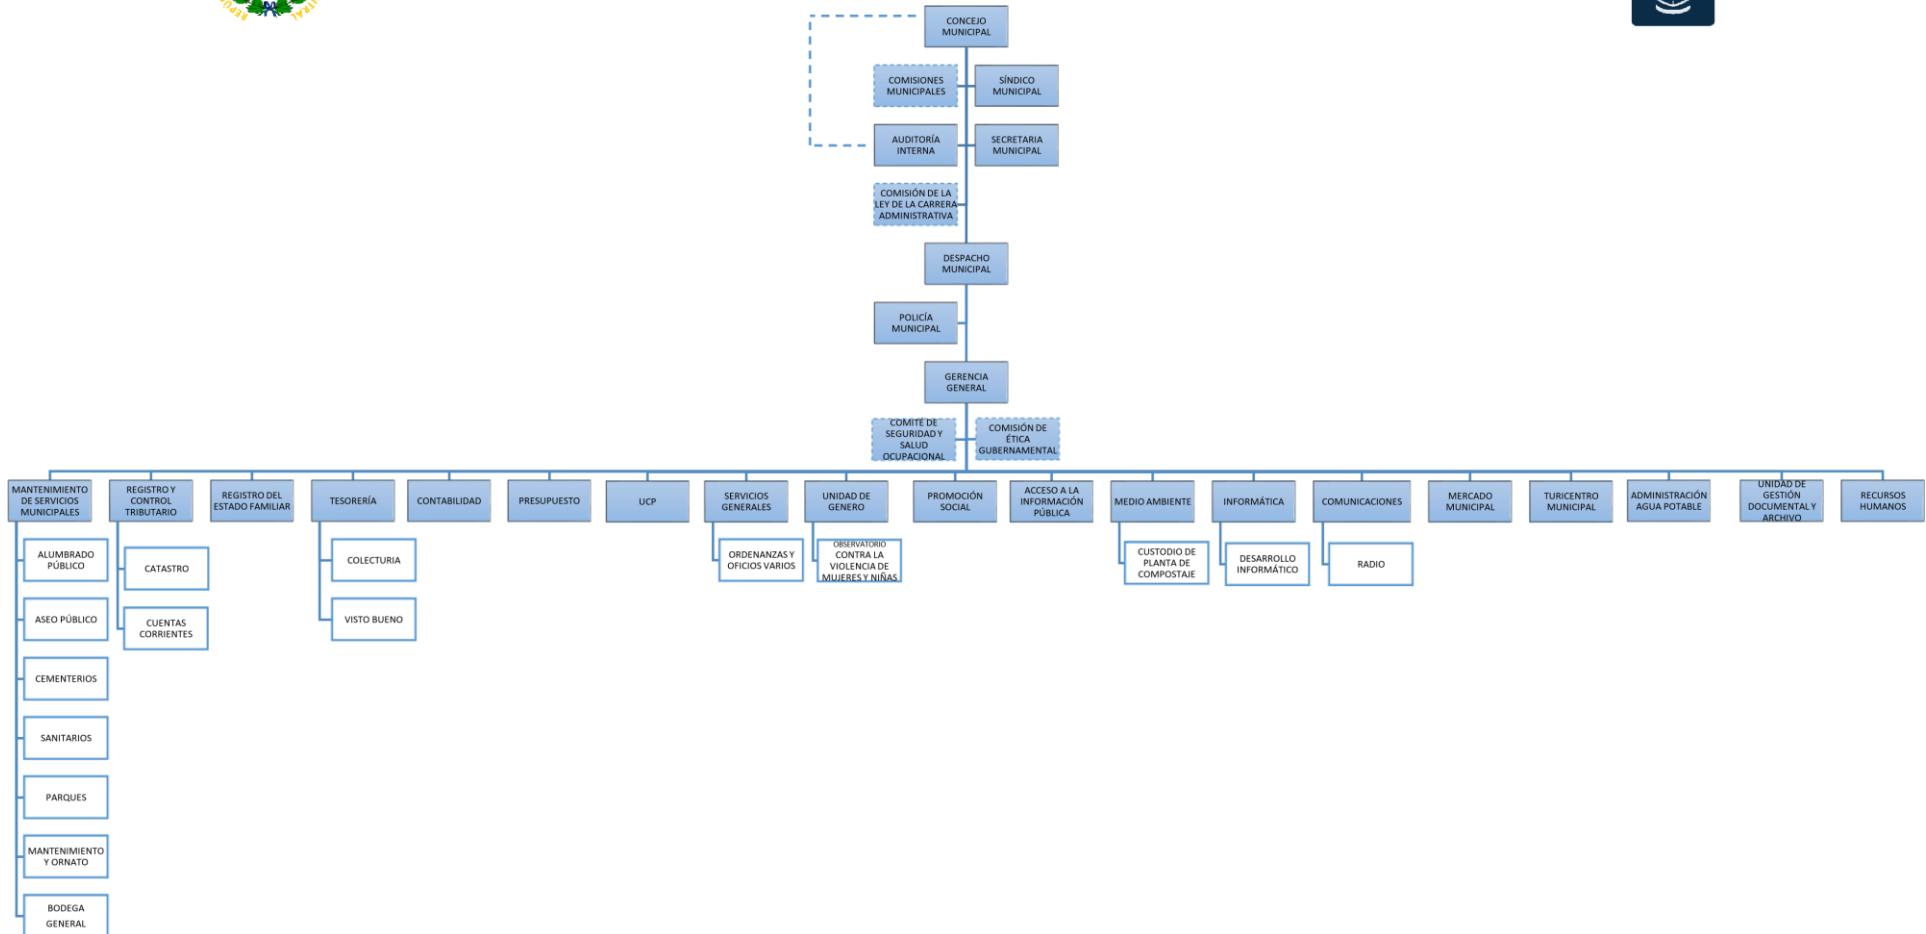 REPÚ
NTRAL
CONCEJO
MUNICIPAL
COMISIONES
MUNICIPALES
SÍNDICO
MUNICIPAL
AUDITORÍA
INTERNA
SECRETARIA
MUNICIPAL
COMISIÓN DE LA
LEY DE LA CARRERA
ADMINISTRATIVA
DESPACHO
MUNICIPAL
POLICÍA
MUNICIPAL
GERENCIA
GENERAL
COMITÉ DE
SEGURIDAD Y
SALUD
OCUPACIONAL
COMISIÓN DE
ÉTICA
GUBERNAMENTAL
MANTENIMIENTO
DE SERVICIOS
MUNICIPALES
REGISTRO Y
CONTROL
TRIBUTARIO
REGISTRO DEL
ESTADO FAMILIAR
TESORERÍA
CONTABILIDAD
PRESUPUESTO
UCP
SERVICIOS
GENERALES
UNIDAD DE
GENERO
PROMOCIÓN
SOCIAL
ACCESO A LA
INFORMACIÓN
PÚBLICA
MEDIO AMBIENTE
INFORMÁTICA
COMUNICACIONES
MERCADO
MUNICIPAL
TURICENTRO
MUNICIPAL
ADMINISTRACIÓN
AGUA POTABLE
UNIDAD DE
GESTIÓN
DOCUMENTAL Y
ARCHIVO
RECURSOS
HUMANOS
ALUMBRADO
PÚBLICO
ASEO PÚBLICO
CEMENTERIOS
SANITARIOS
PARQUES
MANTENIMIENTO
Y ORNATO
BODEGA
GENERAL
CATASTRO
CUENTAS
CORRIENTES
COLECTURIA
VISTO BUENO
ORDENANZAS Y
OFICIOS VARIOS
OBSERVATORIO
CONTRA LA
VIOLENCIA DE
MUJERES Y NIÑAS
CUSTODIO DE
PLANTA DE
COMPOSTAJE
DESARROLLO
INFORMÁTICO
RADIO